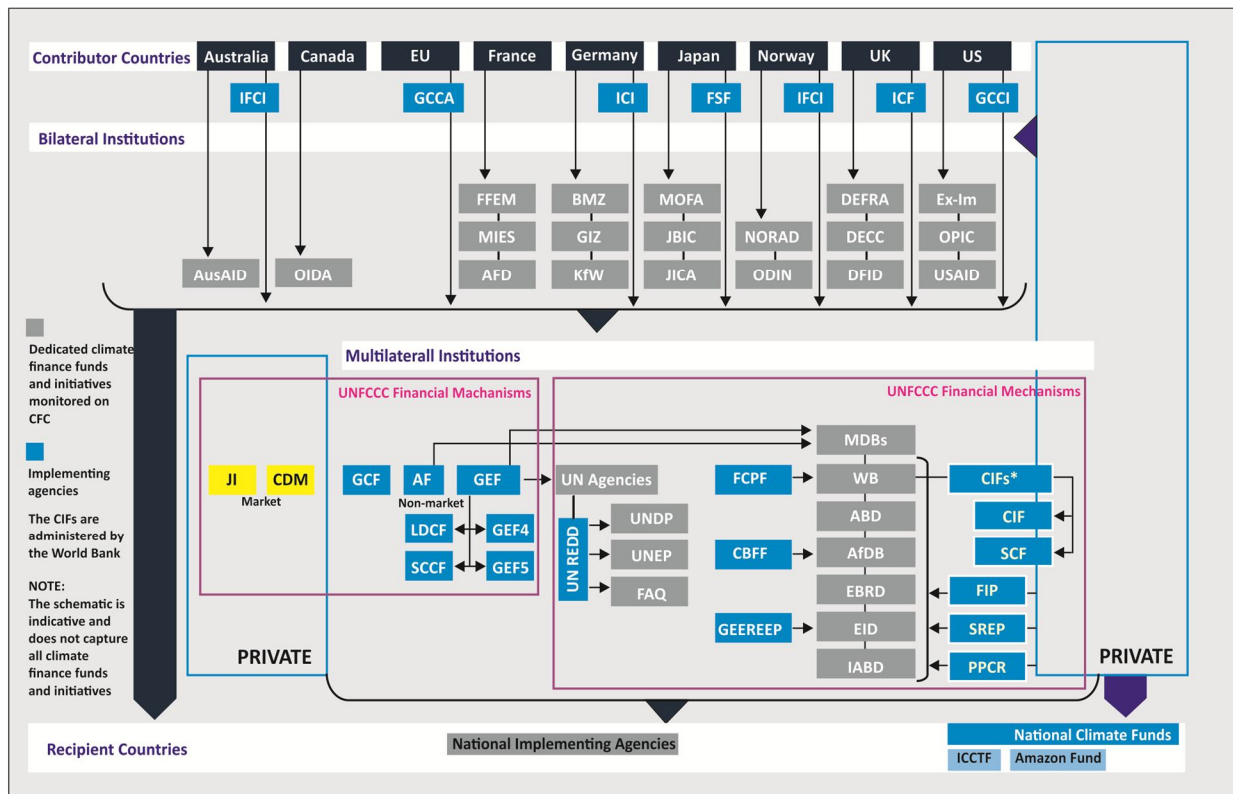 Contributor Countries
Australia
Canada
EU
France
Germany
Japan
Norway
UK
US
IFCI
GCCA
ICI
FSF
IFCI
ICF
GCCI
Bilateral Institutions
FFEM
BMZ
MOFA
DEFRA
Ex-Im
MIES
GIZ
JBIC
NORAD
DECC
OPIC
AusAID
OIDA
AFD
KfW
JICA
ODIN
DFID
USAID
Dedicated climate
finance funds
and initiatives
monitored on
CFC
Implementing
agencies
The CIFs are
administered by
the World Bank
NOTE:
The schematic is
indicative and
does not capture
all climate
finance funds
and initiatives
Multilaterall Institutions
UNFCCC Financial Machanisms
UNFCCC Financial Mechanisms
JI
CDM
Market
GCF
AF
GEF
Non-market
LDCF
GEF4
SCCF
GEF5
UN Agencies
UN REDD
UNDP
UNEP
FAQ
FCPF
CBFF
GEEREEP
MDBs
WB
ABD
AfDB
EBRD
EID
IABD
CIFs*
CIF
SCF
FIP
SREP
PPCR
PRIVATE
PRIVATE
Recipient Countries
National Implementing Agencies
National Climate Funds
ICCTF
Amazon Fund